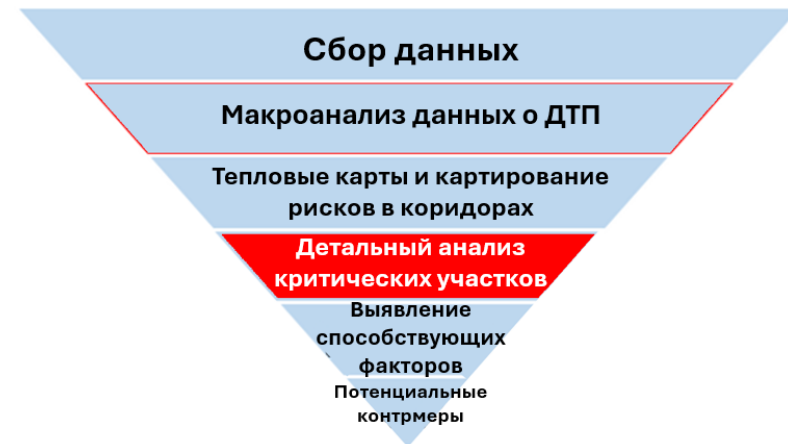 Сбор данных
Макроанализ данных о ДТП
Тепловые карты и картирование
рисков в коридорах
Детальный анализ
критических участков
Выявление
способствующих
факторов
Потенциальные
контрмеры